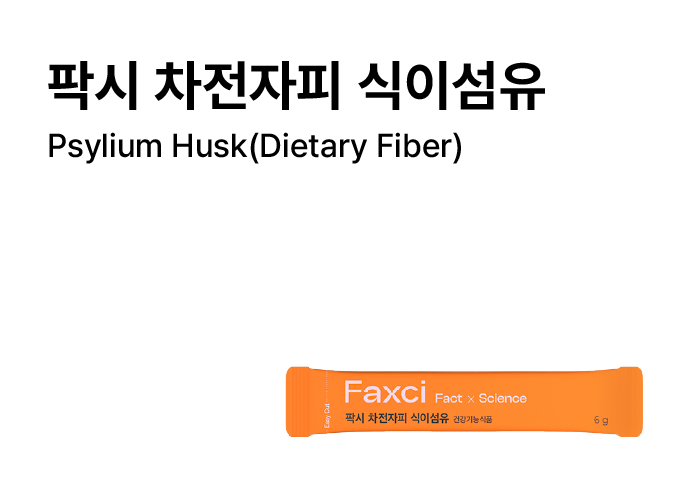 팍시 차전자피 식이섬유
Psylium Husk(Dietary Fiber)
Easy Cut
Faxci Fact x Science
팍시 차전자피 식이섬유 건강기능식품
6 g